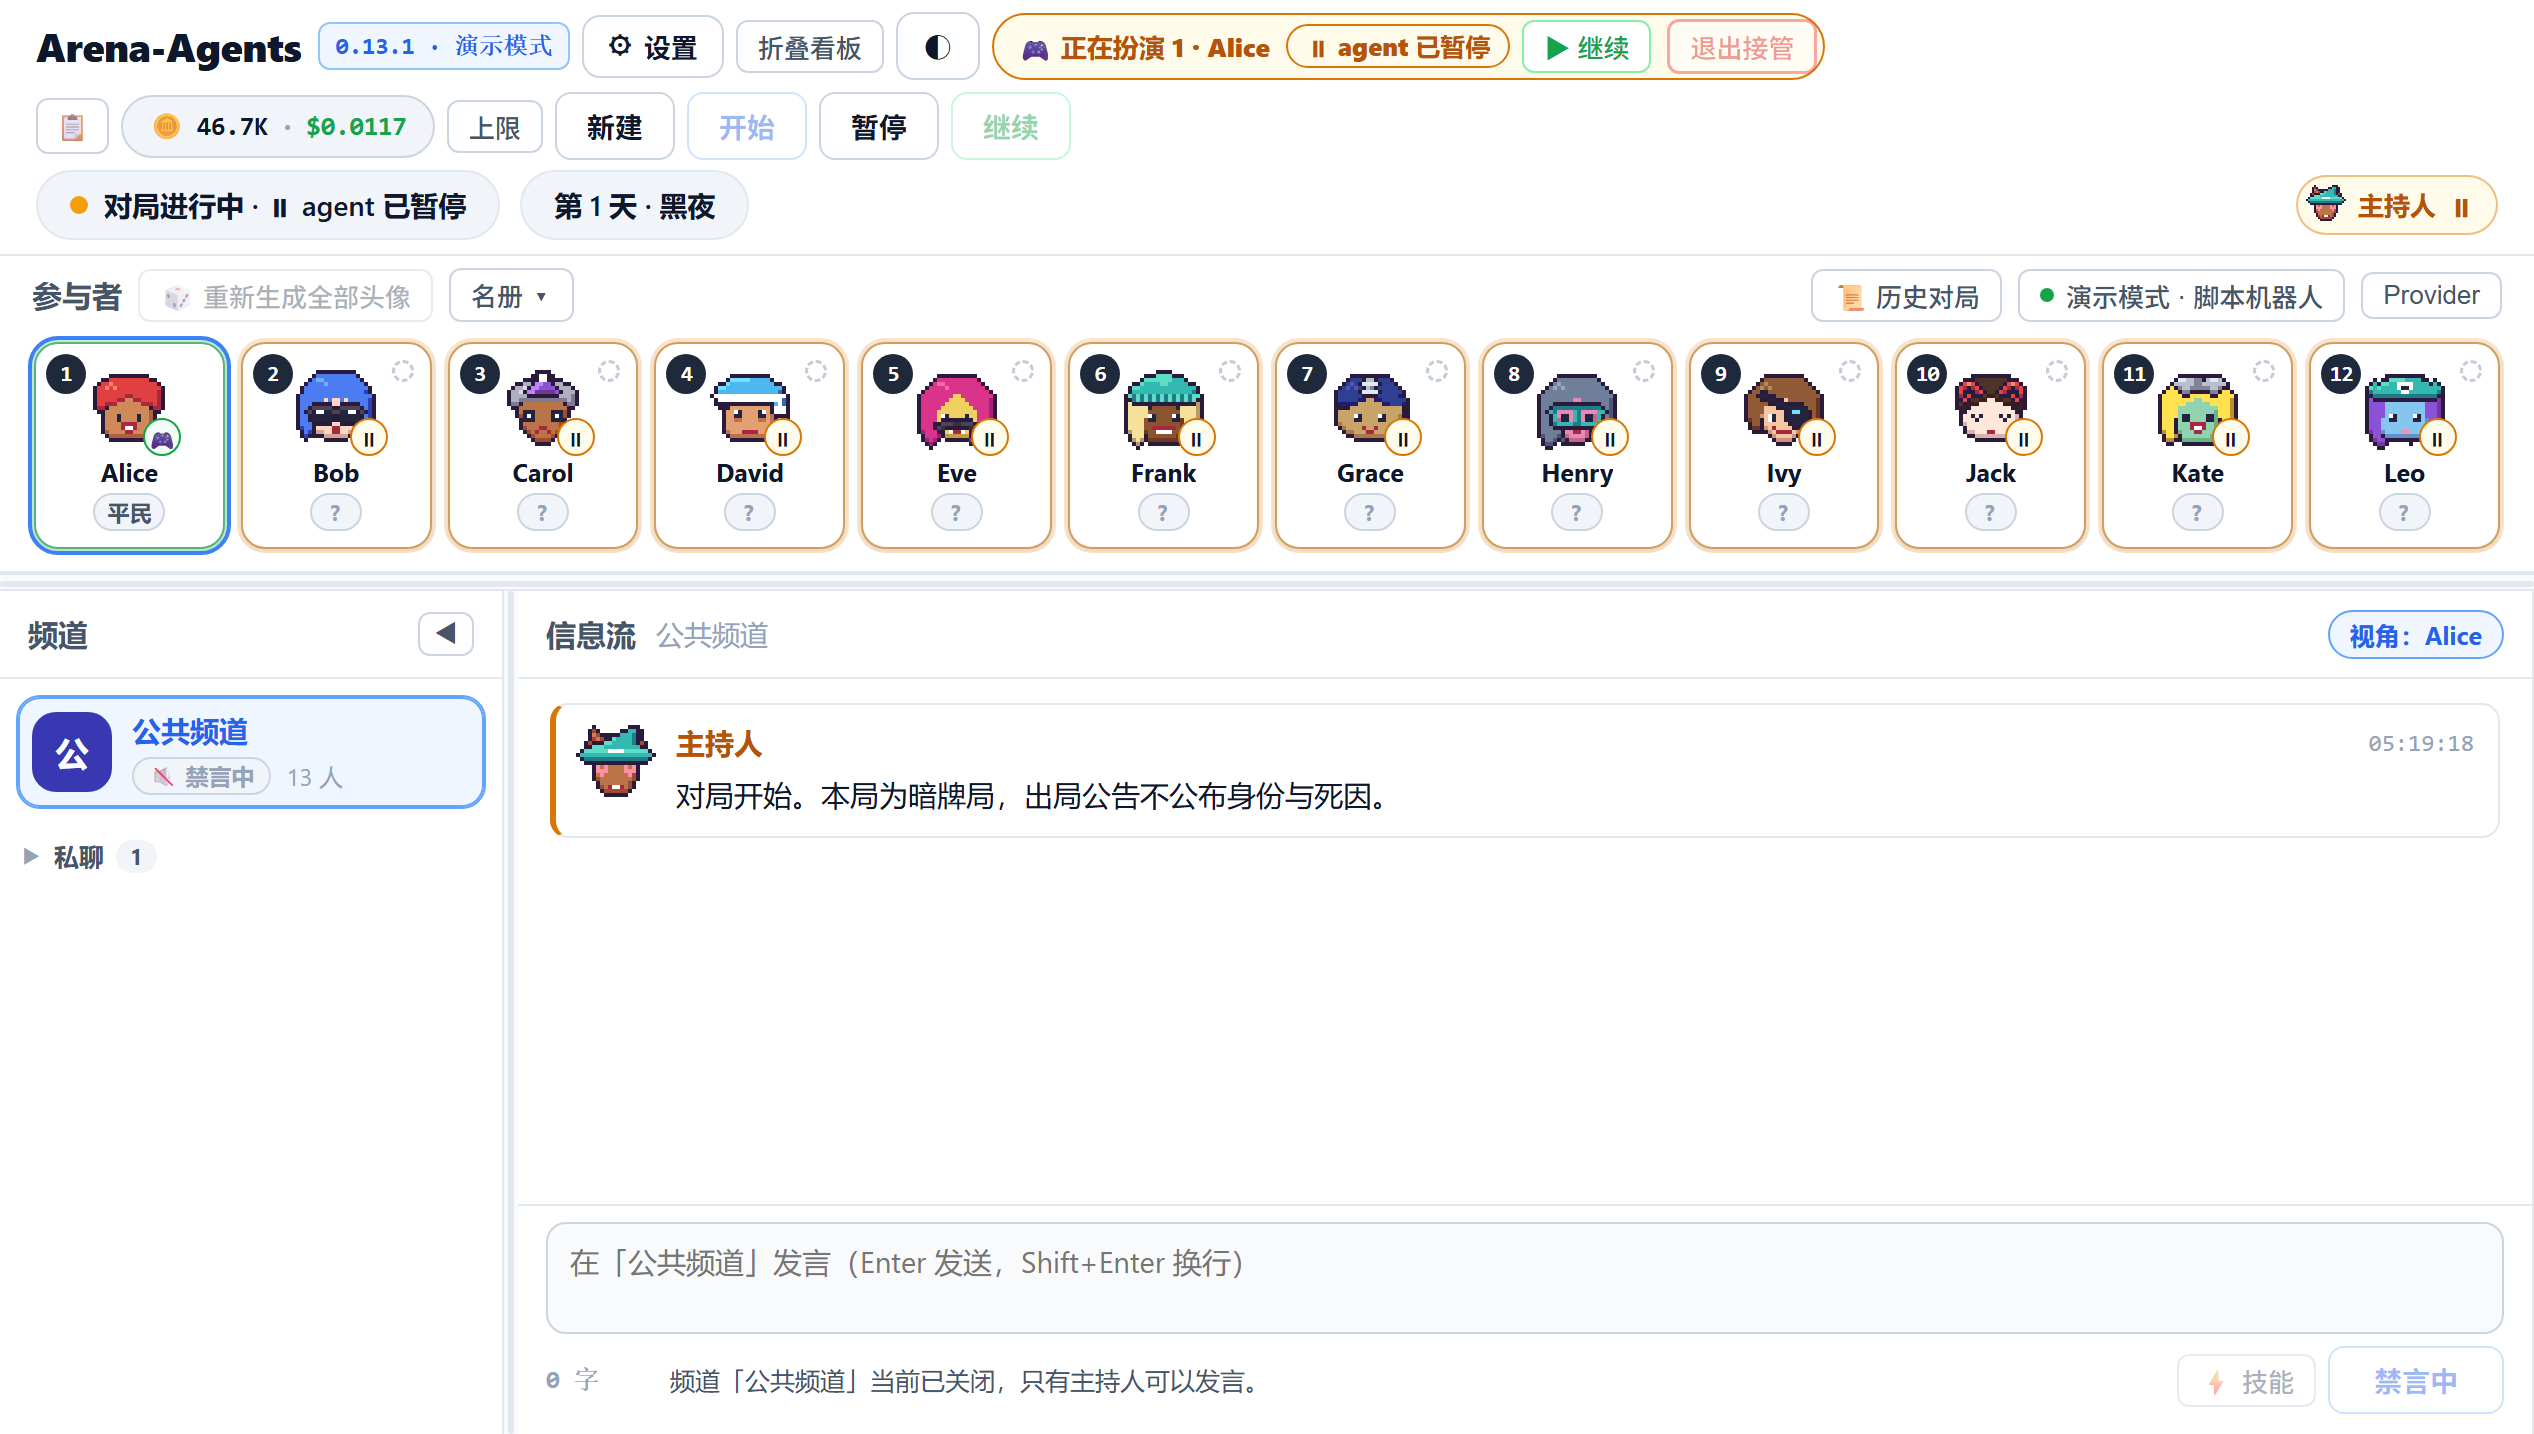 Arena-Agents 0.13.1 · 演示模式 设置 折叠看板 正在扮演 1 · Alice agent 已暂停 继续 退出接管
46.7K · $0.0117 上限 新建 开始 暂停 继续
对局进行中 · agent 已暂停 第 1 天 · 黑夜 主持人
参与者 重新生成全部头像 名册 历史对局 演示模式 · 脚本机器人 Provider
1 2 3 4 5 6 7 8 9 10 11 12
Alice Bob Carol David Eve Frank Grace Henry Ivy Jack Kate Leo
平民 ? ? ? ? ? ? ? ? ? ? ?
频道
公 公共频道
禁言中 13 人
私聊 1
信息流 公共频道 视角：Alice
主持人 05:19:18
对局开始。本局为暗牌局，出局公告不公布身份与死因。
在「公共频道」发言（Enter 发送，Shift+Enter 换行）
0 字 频道「公共频道」当前已关闭，只有主持人可以发言。 技能 禁言中